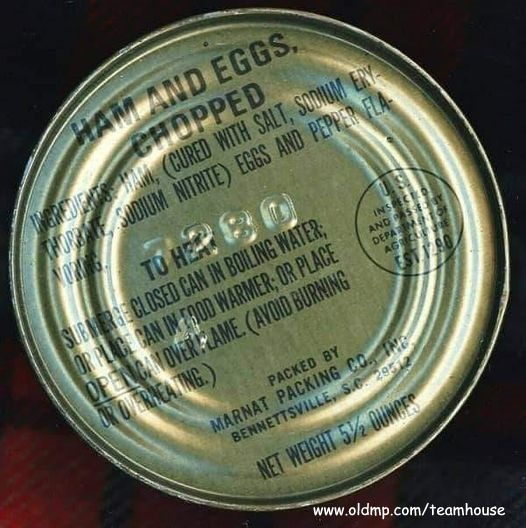 HAM AND EGGS,
CHOPPED
INGREDIENTS: HAM, (CURED WITH SALT, SODIUM ERY-
THORBATE, SODIUM NITRITE) EGGS AND PEPPER FLA-
VORING.
1280
TO HEAT
SUBMERGE CLOSED CAN IN BOILING WATER;
OR PLACE CAN IN FOOD WARMER; OR PLACE
OPEN CAN OVER FLAME. (AVOID BURNING
OR OVERHEATING.)
U.S.
INSPECTED
AND PASSED BY
DEPARTMENT OF
AGRICULTURE
EST.
PACKED BY
MARNAT PACKING CO., INC.
BENNETTSVILLE, S.C. 29512
NET WEIGHT 5½ OUNCES
www.oldmp.com/teamhouse